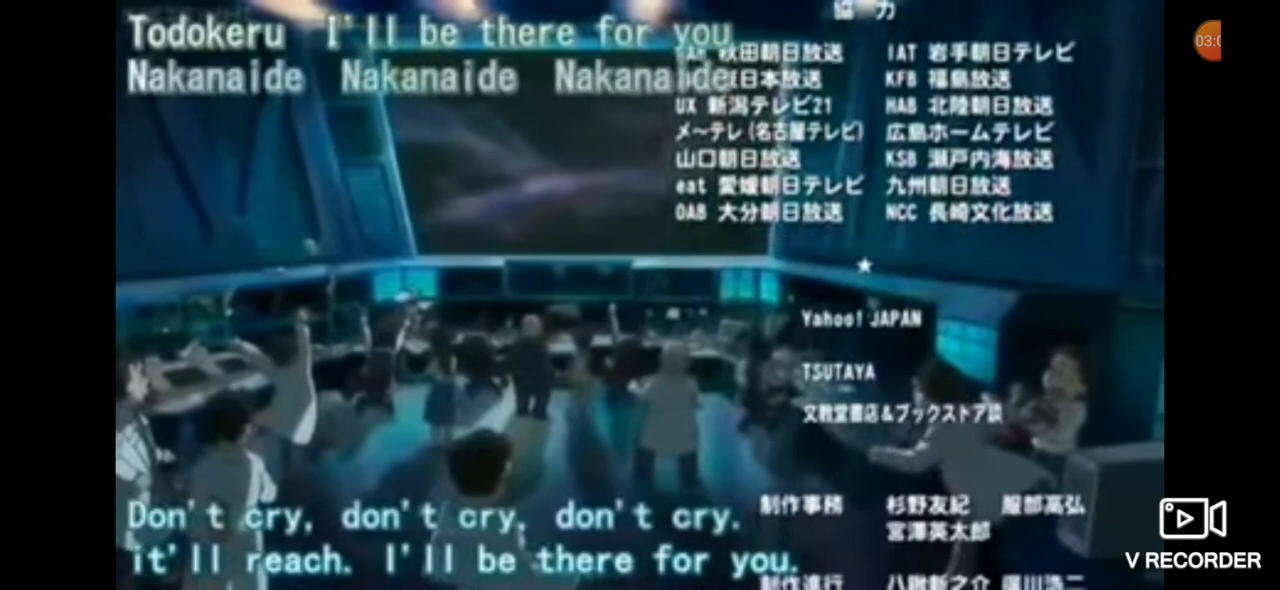 Todokeru I'll be there for you
Nakanaide Nakanaide Nakanaide
協力
秋田朝日放送 IAT 岩手朝日テレビ
日本放送 KFB 福島放送
UX 新潟テレビ21 HAB 北陸朝日放送
メ〜テレ(名古屋テレビ) 広島ホームテレビ
山口朝日放送 KSB 瀬戸内海放送
eat 愛媛朝日テレビ 九州朝日放送
OAB 大分朝日放送 NCC 長崎文化放送
★
Yahoo! JAPAN
TSUTAYA
文教堂書店&ブックストア談
制作事務 杉野友紀 服部高弘
宮澤英太郎
制作進行
Don't cry, don't cry, don't cry.
it'll reach. I'll be there for you.
03:0
V RECORDER